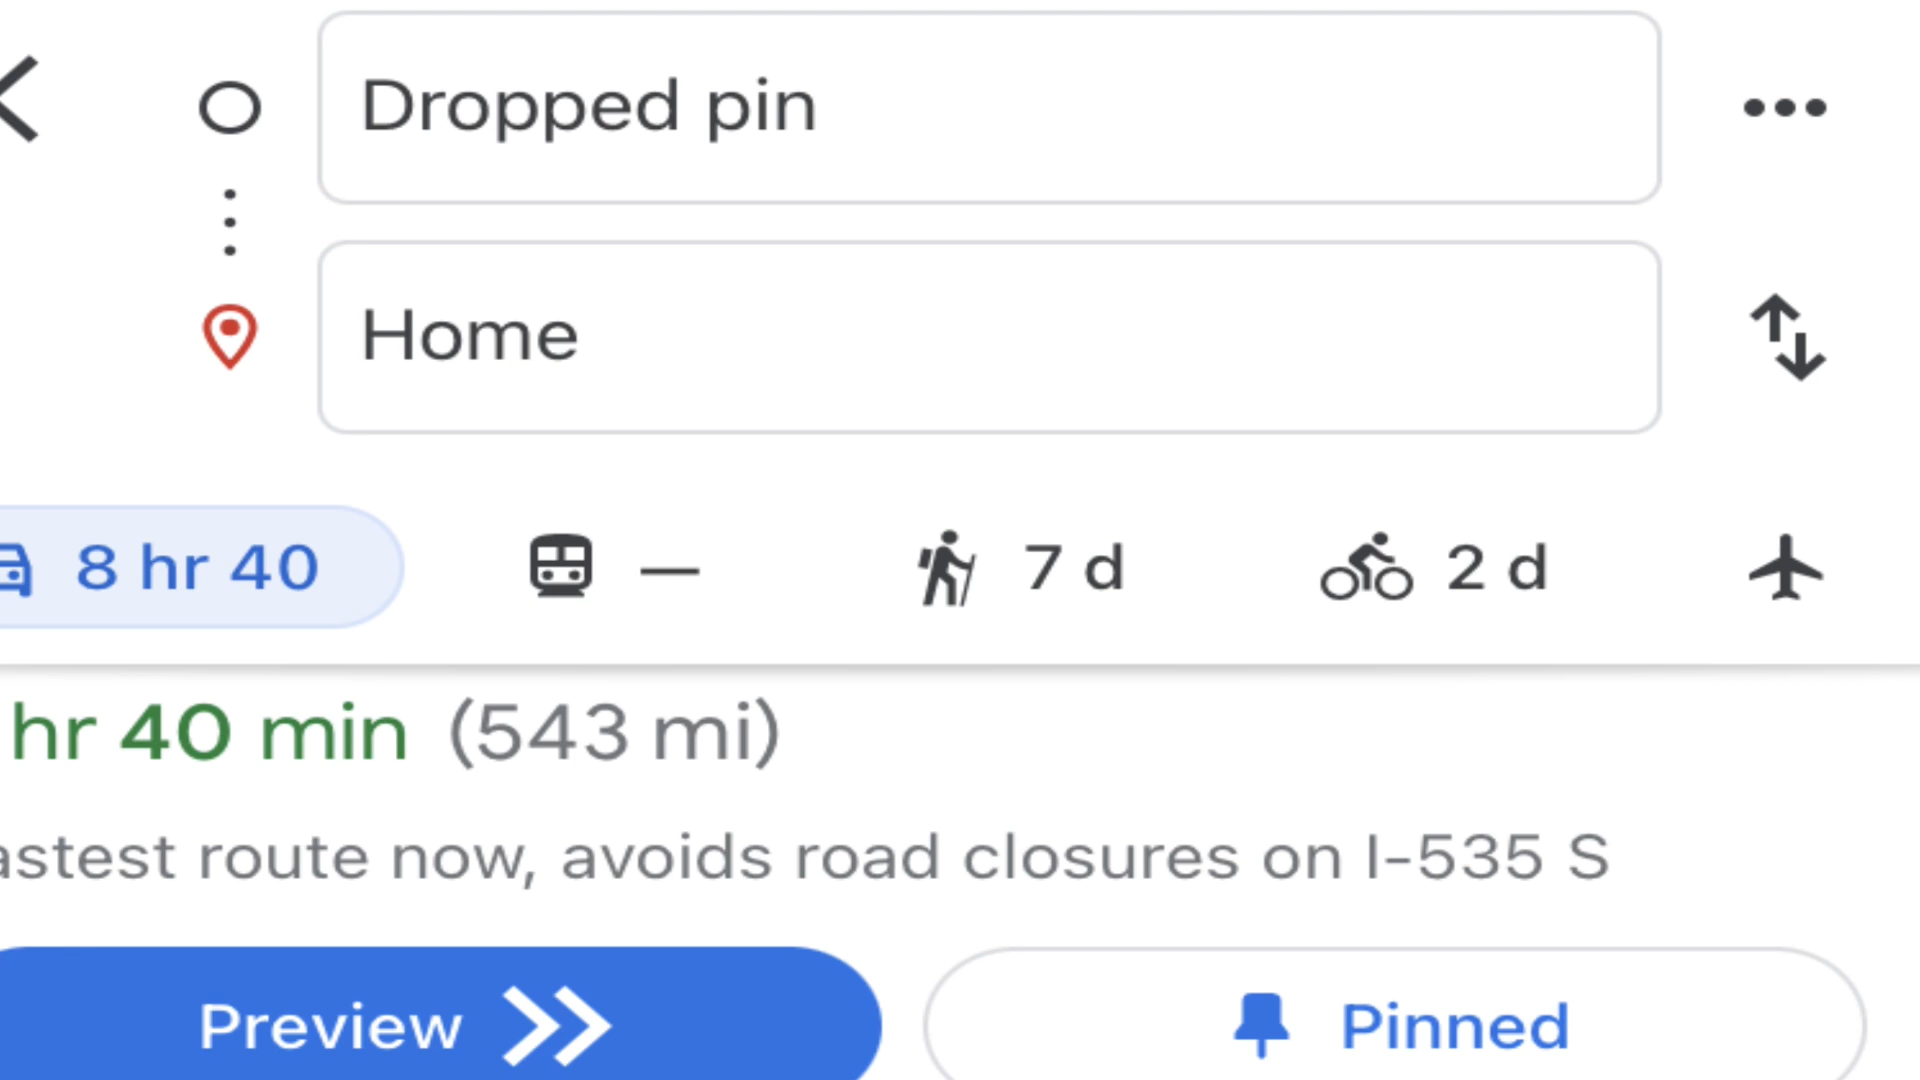 Dropped pin
Home
8 hr 40 — 7 d 2 d
hr 40 min (543 mi)
astest route now, avoids road closures on I-535 S
Preview Pinned